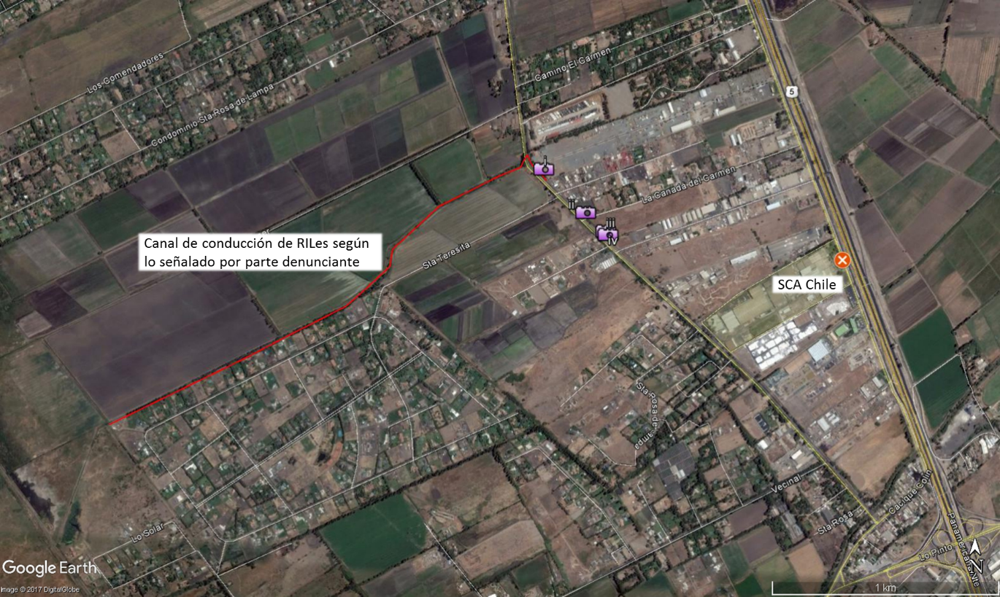 Los Comendadores
Camino El Carmen
Condominio Sta Rosa de Lampa
5
i
La Cañada del Carmen
ii
iii
iv
Canal de conducción de RILes según
lo señalado por parte denunciante
Sta Teresita
SCA Chile
Sta Rosa de
Vecinal
Cacique Colin
Sta Rosa
Lo Solar
Panamericana Nte
Lo Pinto
N
Google Earth
Image © 2017 DigitalGlobe
1 km